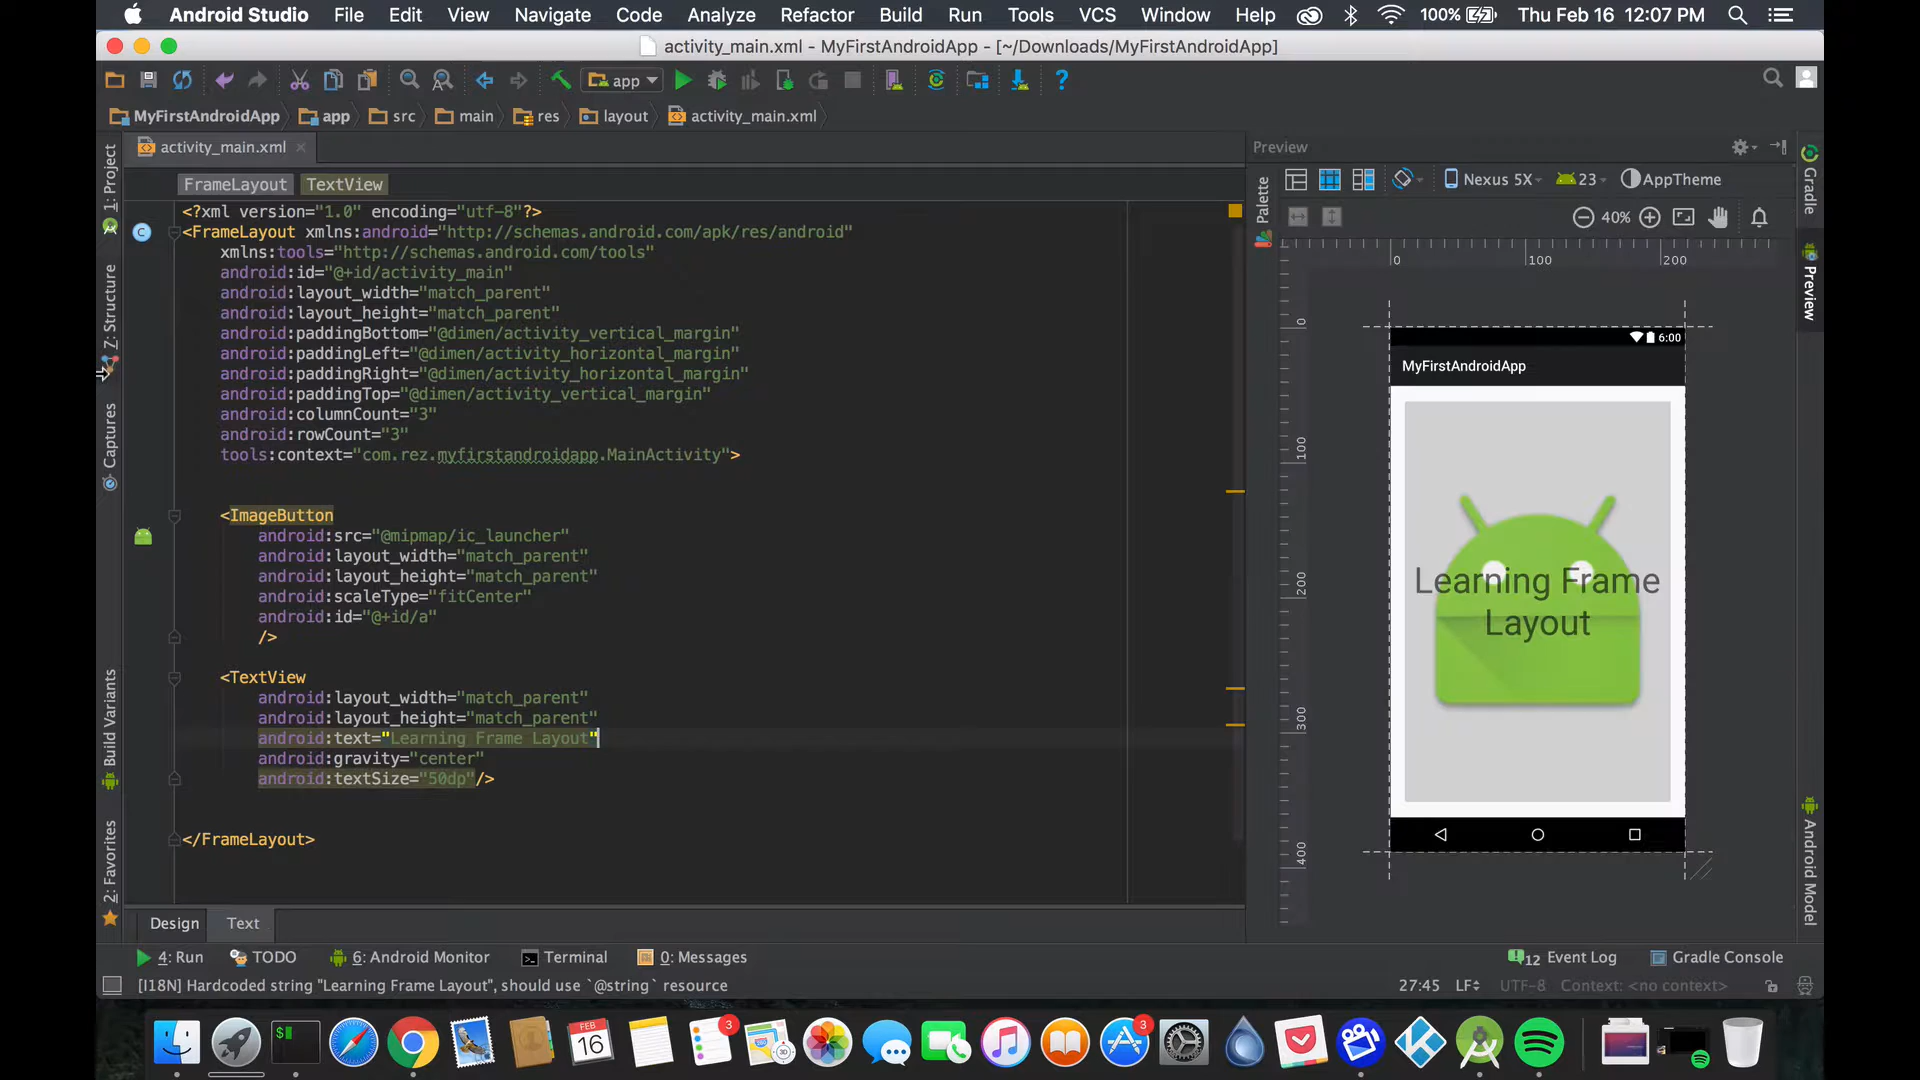 Android Studio File Edit View Navigate Code Analyze Refactor Build Run Tools VCS Window Help 100% Thu Feb 16 12:07 PM
activity_main.xml - MyFirstAndroidApp - [~/Downloads/MyFirstAndroidApp]
app
MyFirstAndroidApp app src main res layout activity_main.xml
activity_main.xml
FrameLayout TextView
<?xml version="1.0" encoding="utf-8"?>
<FrameLayout xmlns:android="http://schemas.android.com/apk/res/android"
xmlns:tools="http://schemas.android.com/tools"
android:id="@+id/activity_main"
android:layout_width="match_parent"
android:layout_height="match_parent"
android:paddingBottom="@dimen/activity_vertical_margin"
android:paddingLeft="@dimen/activity_horizontal_margin"
android:paddingRight="@dimen/activity_horizontal_margin"
android:paddingTop="@dimen/activity_vertical_margin"
android:columnCount="3"
android:rowCount="3"
tools:context="com.rez.myfirstandroidapp.MainActivity">
<ImageButton
android:src="@mipmap/ic_launcher"
android:layout_width="match_parent"
android:layout_height="match_parent"
android:scaleType="fitCenter"
android:id="@+id/a"
/>
<TextView
android:layout_width="match_parent"
android:layout_height="match_parent"
android:text="Learning Frame Layout"
android:gravity="center"
android:textSize="50dp"/>
</FrameLayout>
1: Project
Z: Structure
Captures
Build Variants
2: Favorites
C
Preview
Palette
Nexus 5X 23 AppTheme
40%
0 100 200
0
100
200
300
400
6:00
MyFirstAndroidApp
Learning Frame
Layout
Gradle
Preview
Android Model
Design Text
4: Run TODO 6: Android Monitor Terminal 0: Messages 12 Event Log Gradle Console
[I18N] Hardcoded string "Learning Frame Layout", should use `@string` resource 27:45 LF UTF-8 Context: <no context>
$ FEB 16 3 30 3